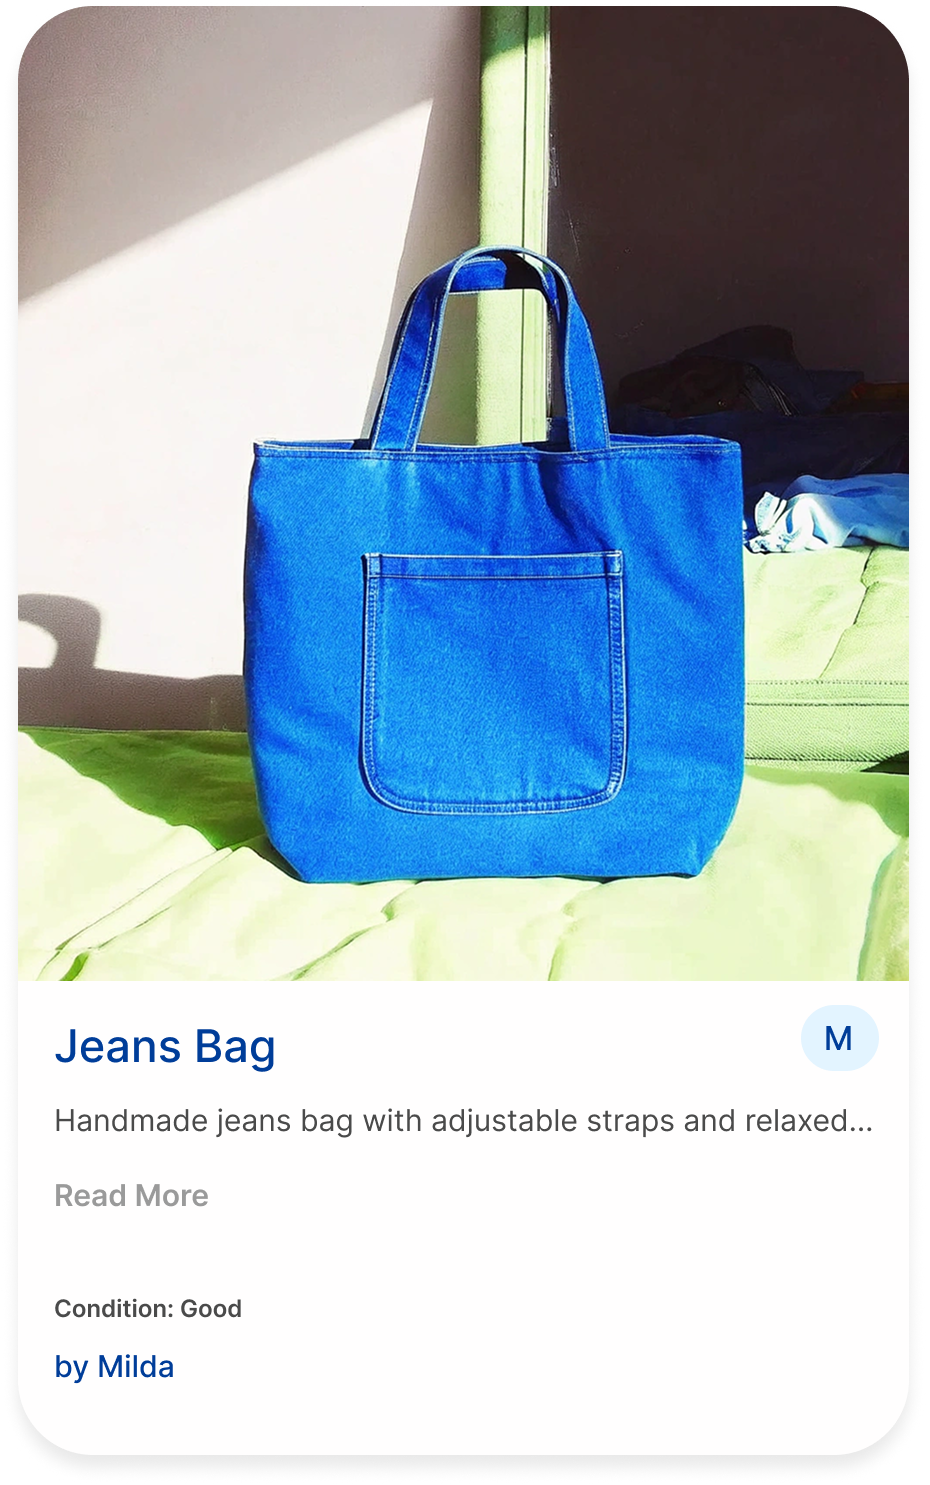 Jeans Bag
M
Handmade jeans bag with adjustable straps and relaxed...
Read More
Condition: Good
by Milda